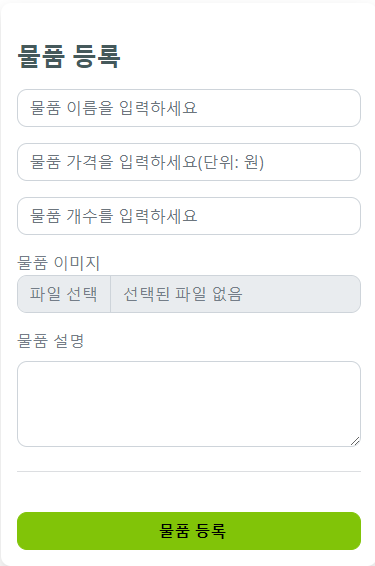 물품 등록
물품 이름을 입력하세요
물품 가격을 입력하세요(단위: 원)
물품 개수를 입력하세요
물품 이미지
파일 선택 선택된 파일 없음
물품 설명
물품 등록